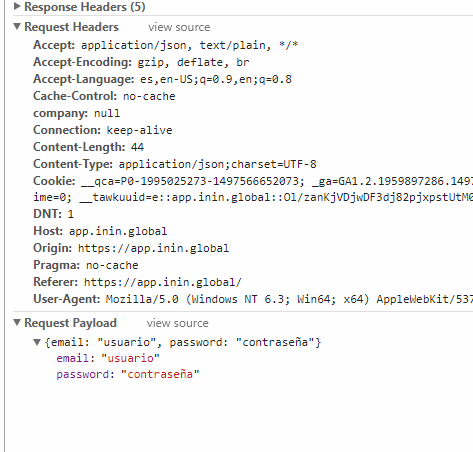 Response Headers (5)
Request Headers view source
Accept: application/json, text/plain, */*
Accept-Encoding: gzip, deflate, br
Accept-Language: es,en-US;q=0.9,en;q=0.8
Cache-Control: no-cache
company: null
Connection: keep-alive
Content-Length: 44
Content-Type: application/json;charset=UTF-8
Cookie: __qca=P0-1995025273-1497566652073; _ga=GA1.2.1959897286.1497
ime=0; __tawkuuid=e::app.inin.global::Ol/zanKjVDjwDF3dj82pjxpstUtM0
DNT: 1
Host: app.inin.global
Origin: https://app.inin.global
Pragma: no-cache
Referer: https://app.inin.global/
User-Agent: Mozilla/5.0 (Windows NT 6.3; Win64; x64) AppleWebKit/537
Request Payload view source
{email: "usuario", password: "contraseña"}
email: "usuario"
password: "contraseña"